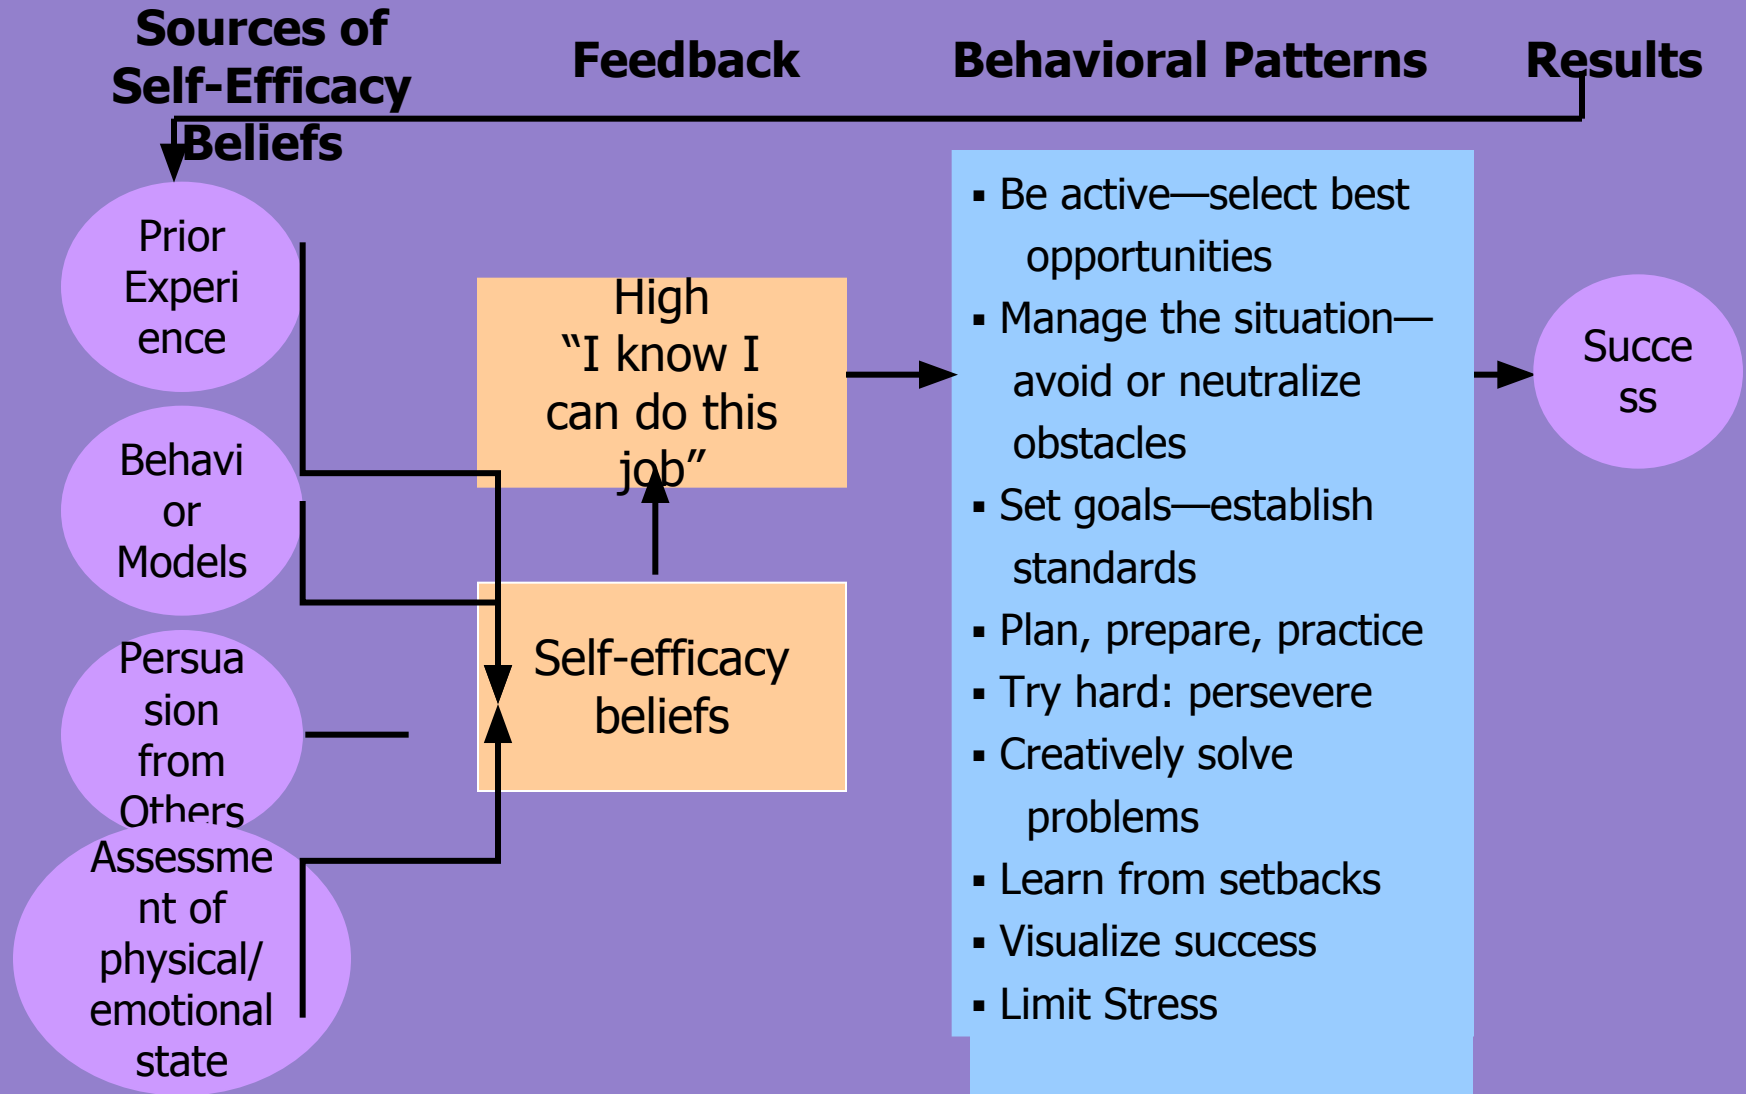 Sources of
Self-Efficacy
Beliefs
Feedback
Behavioral Patterns
Results
Prior
Experi
ence
Behavi
or
Models
Persua
sion
from
Others
Assessme
nt of
physical/
emotional
state
High
“I know I
can do this
job”
Self-efficacy
beliefs
▪ Be active—select best
opportunities
▪ Manage the situation—
avoid or neutralize
obstacles
▪ Set goals—establish
standards
▪ Plan, prepare, practice
▪ Try hard: persevere
▪ Creatively solve
problems
▪ Learn from setbacks
▪ Visualize success
▪ Limit Stress
Succe
ss